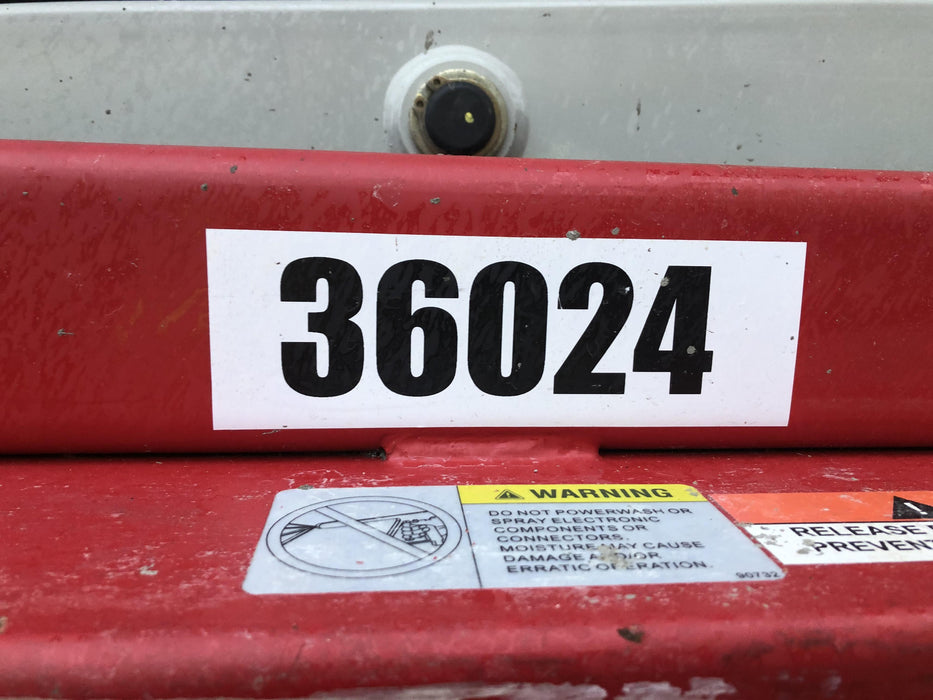 36024
WARNING
DO NOT POWERWASH OR
SPRAY ELECTRONIC
COMPONENTS OR
CONNECTORS.
MOISTURE MAY CAUSE
DAMAGE AND/OR
ERRATIC OPERATION.
90732
RELEASE
PREVENT